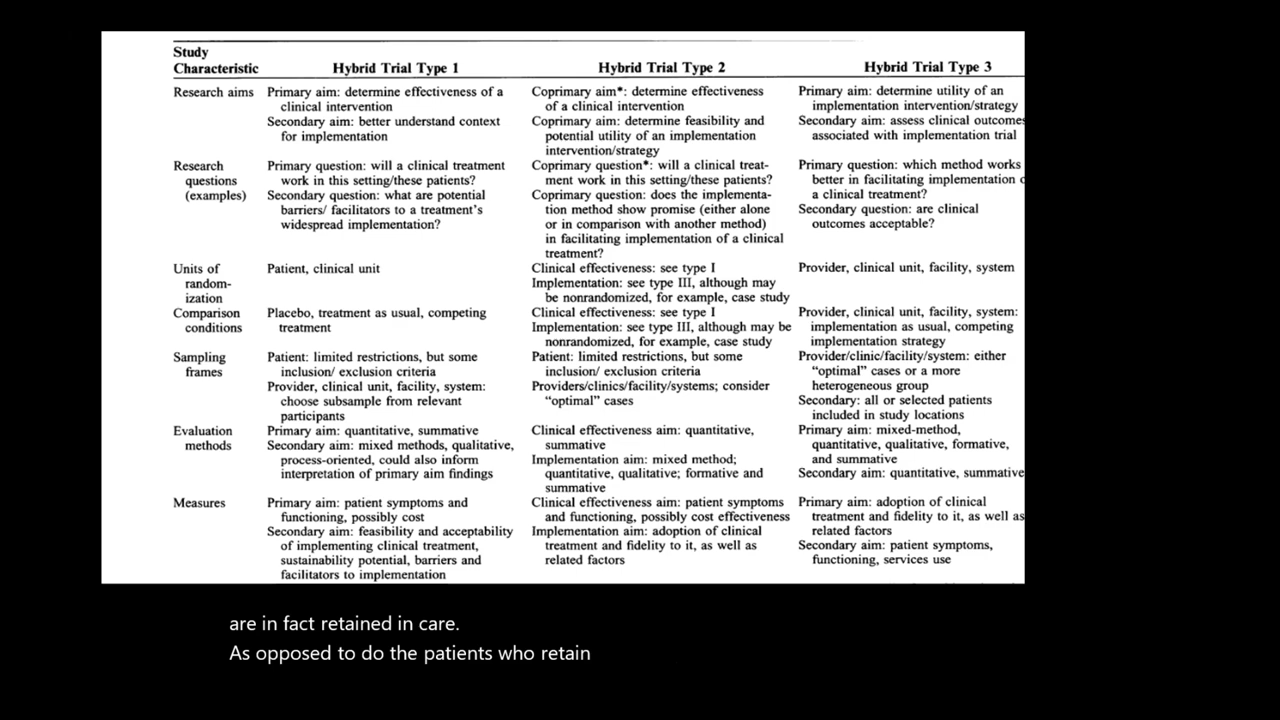 Study
Characteristic
Hybrid Trial Type 1
Hybrid Trial Type 2
Hybrid Trial Type 3
Research aims
Primary aim: determine effectiveness of a
clinical intervention
Secondary aim: better understand context
for implementation
Coprimary aim*: determine effectiveness
of a clinical intervention
Coprimary aim: determine feasibility and
potential utility of an implementation
intervention/strategy
Primary aim: determine utility of an
implementation intervention/strategy
Secondary aim: assess clinical outcomes
associated with implementation trial
Research
questions
(examples)
Primary question: will a clinical treatment
work in this setting/these patients?
Secondary question: what are potential
barriers/ facilitators to a treatment's
widespread implementation?
Coprimary question*: will a clinical treat-
ment work in this setting/these patients?
Coprimary question: does the implementa-
tion method show promise (either alone
or in comparison with another method)
in facilitating implementation of a clinical
treatment?
Primary question: which method works
better in facilitating implementation
a clinical treatment?
Secondary question: are clinical
outcomes acceptable?
Units of
random-
ization
Patient, clinical unit
Clinical effectiveness: see type I
Implementation: see type III, although may
be nonrandomized, for example, case study
Provider, clinical unit, facility, system
Comparison
conditions
Placebo, treatment as usual, competing
treatment
Clinical effectiveness: see type I
Implementation: see type III, although may be
nonrandomized, for example, case study
Provider, clinical unit, facility, system:
implementation as usual, competing
implementation strategy
Sampling
frames
Patient: limited restrictions, but some
inclusion/ exclusion criteria
Provider, clinical unit, facility, system:
choose subsample from relevant
participants
Patient: limited restrictions, but some
inclusion/ exclusion criteria
Providers/clinics/facility/systems; consider
“optimal” cases
Provider/clinic/facility/system: either
“optimal” cases or a more
heterogeneous group
Secondary: all or selected patients
included in study locations
Evaluation
methods
Primary aim: quantitative, summative
Secondary aim: mixed methods, qualitative,
process-oriented, could also inform
interpretation of primary aim findings
Clinical effectiveness aim: quantitative,
summative
Implementation aim: mixed method;
quantitative, qualitative; formative and
summative
Primary aim: mixed-method,
quantitative, qualitative, formative,
and summative
Secondary aim: quantitative, summative
Measures
Primary aim: patient symptoms and
functioning, possibly cost
Secondary aim: feasibility and acceptability
of implementing clinical treatment,
sustainability potential, barriers and
facilitators to implementation
Clinical effectiveness aim: patient symptoms
and functioning, possibly cost effectiveness
Implementation aim: adoption of clinical
treatment and fidelity to it, as well as
related factors
Primary aim: adoption of clinical
treatment and fidelity to it, as well as
related factors
Secondary aim: patient symptoms,
functioning, services use
are in fact retained in care.
As opposed to do the patients who retain